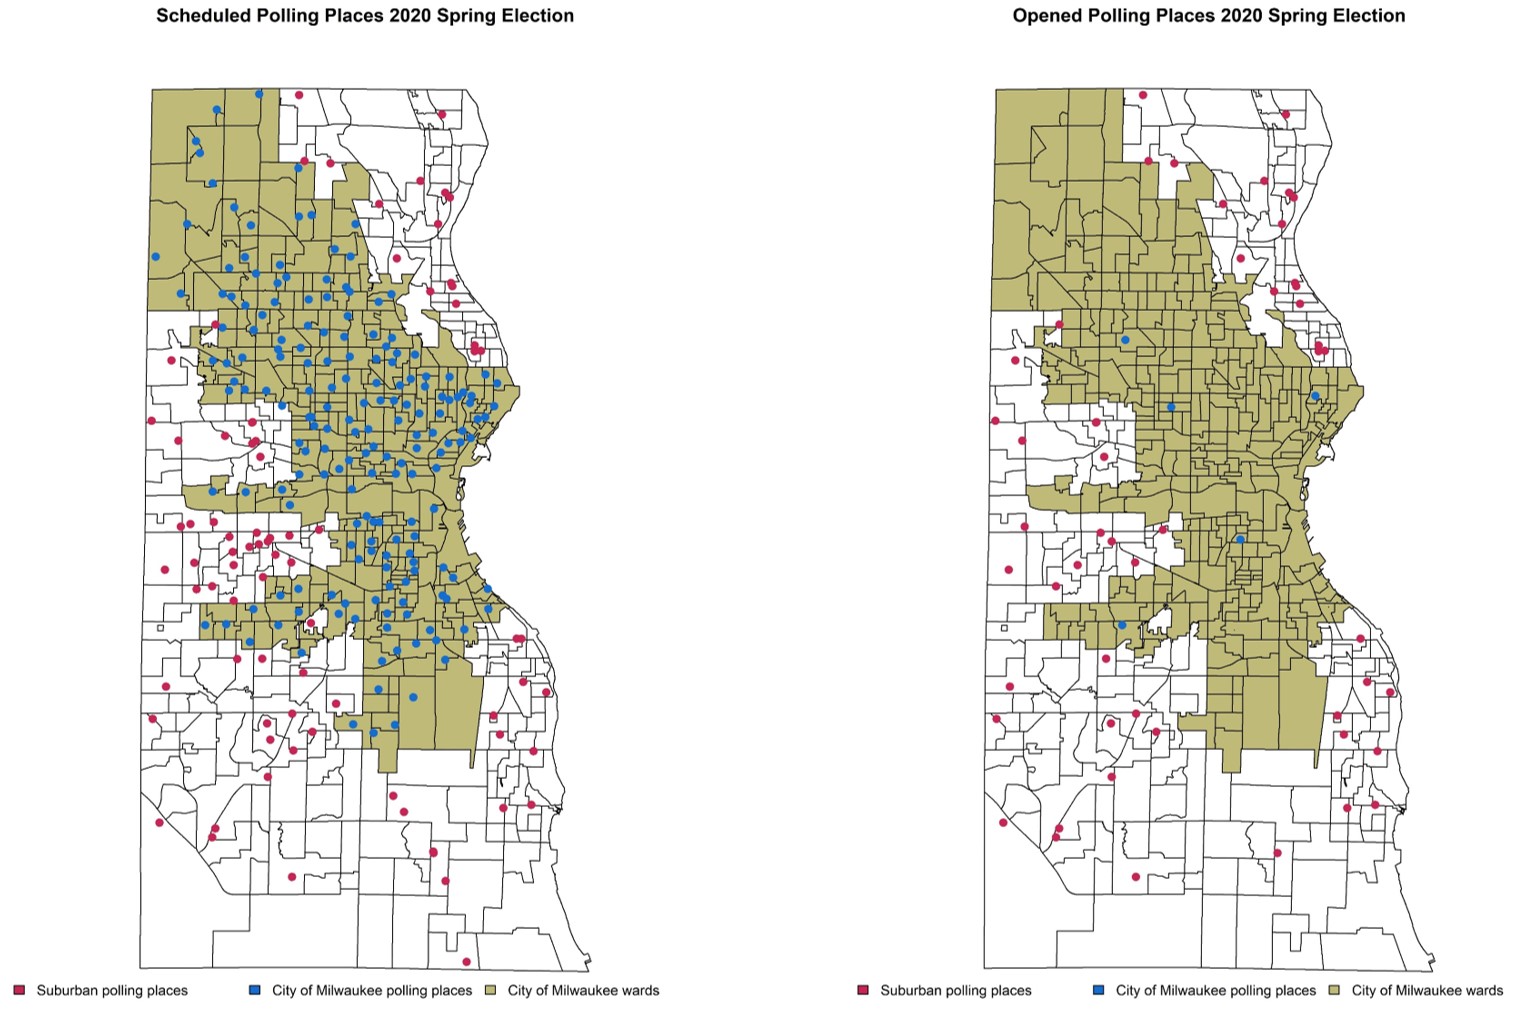 Scheduled Polling Places 2020 Spring Election
Opened Polling Places 2020 Spring Election
Suburban polling places
City of Milwaukee polling places
City of Milwaukee wards
Suburban polling places
City of Milwaukee polling places
City of Milwaukee wards